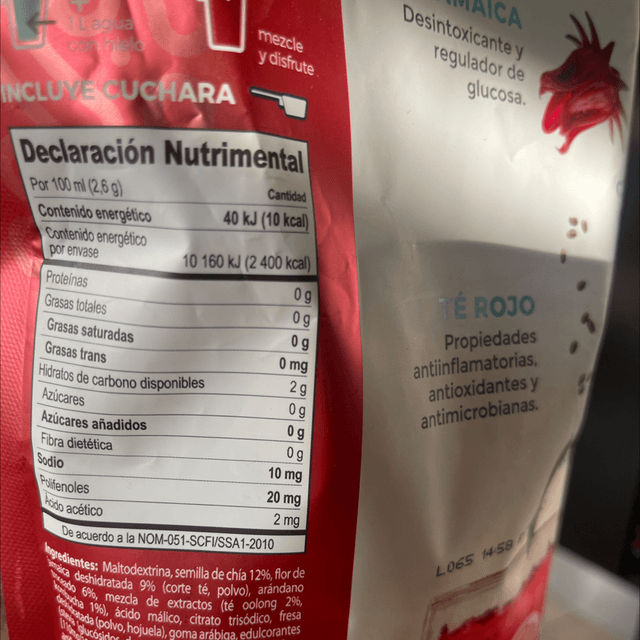 1 L agua
con hielo
mezcle
y disfrute
INCLUYE CUCHARA
Declaración Nutrimental
Por 100 ml (2,6 g) Cantidad
Contenido energético 40 kJ (10 kcal)
Contenido energético
por envase 10 160 kJ (2 400 kcal)
Proteínas 0 g
Grasas totales 0 g
Grasas saturadas 0 g
Grasas trans 0 mg
Hidratos de carbono disponibles 2 g
Azúcares 0 g
Azúcares añadidos 0 g
Fibra dietética 0 g
Sodio 10 mg
Polifenoles 20 mg
Ácido acético 2 mg
De acuerdo a la NOM-051-SCFI/SSA1-2010
Ingredientes: Maltodextrina, semilla de chía 12%, flor de
deshidratada 9% (corte té, polvo), arándano
6%, mezcla de extractos (té oolong 2%,
1%), ácido málico, citrato trisódico, fresa
(polvo, hojuela), goma arábiga, edulcorantes
Desintoxicante y
regulador de
glucosa.
TÉ ROJO
Propiedades
antiinflamatorias,
antioxidantes y
antimicrobianas.
L065 14:58